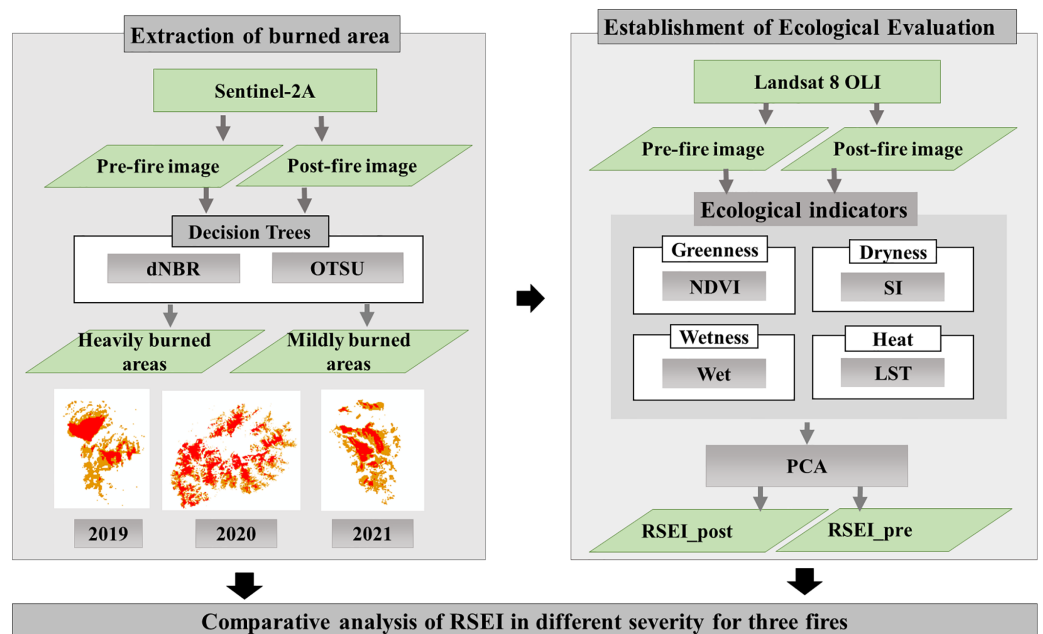 Extraction of burned area
Sentinel-2A
Pre-fire image
Post-fire image
Decision Trees
dNBR
OTSU
Heavily burned
areas
Mildly burned
areas
2019
2020
2021
Establishment of Ecological Evaluation
Landsat 8 OLI
Pre-fire image
Post-fire image
Ecological indicators
Greenness
NDVI
Dryness
SI
Wetness
Wet
Heat
LST
PCA
RSEI_post
RSEI_pre
Comparative analysis of RSEI in different severity for three fires